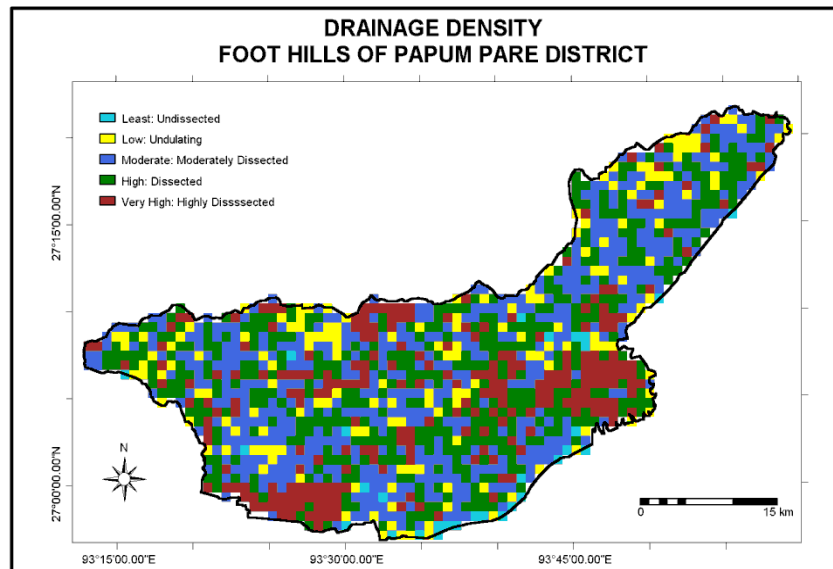 DRAINAGE DENSITY
FOOT HILLS OF PAPUM PARE DISTRICT
Least: Undissected
Low: Undulating
Moderate: Moderately Dissected
High: Dissected
Very High: Highly Dissssected
27°15'00.00"N
27°00'00.00"N
N
0 15 km
93°15'00.00"E 93°30'00.00"E 93°45'00.00"E